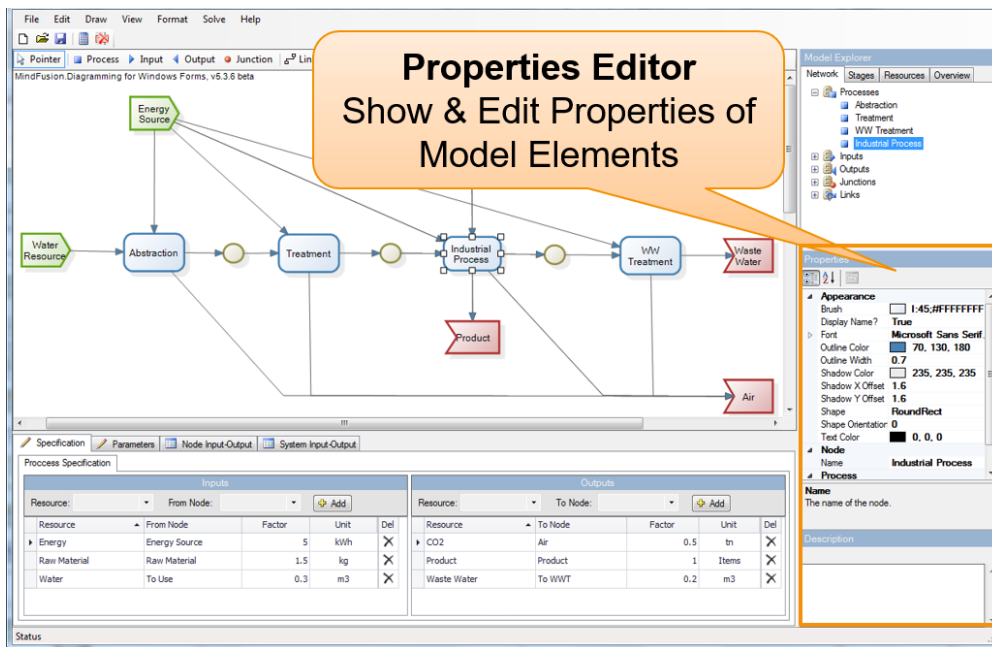 File Edit Draw View Format Solve Help
Pointer Process Input Output Junction Lin
MindFusion.Diagramming for Windows Forms, v5.3.6 beta
Properties Editor
Show & Edit Properties of
Model Elements
Energy
Source
Water
Resource
Abstraction
Treatment
Industrial
Process
WW
Treatment
Waste
Water
Product
Air
Model Explorer
Network Stages Resources Overview
Processes
Abstraction
Treatment
WW Treatment
Industrial Process
Inputs
Outputs
Junctions
Links
Properties
Appearance
Brush I:45;#FFFFFFFF
Display Name? True
Font Microsoft Sans Serif,
Outline Color 70, 130, 180
Outline Width 0.7
Shadow Color 235, 235, 235
Shadow X Offset 1.6
Shadow Y Offset 1.6
Shape RoundRect
Shape Orientation 0
Text Color 0, 0, 0
Node
Name Industrial Process
Process
Name
The name of the node.
Description
Specification Parameters Node Input-Output System Input-Output
Proccess Specification
Inputs
Resource: From Node: Add
Resource From Node Factor Unit Del
Energy Energy Source 5 kWh
Raw Material Raw Material 1.5 kg
Water To Use 0.3 m3
Outputs
Resource: To Node: Add
Resource To Node Factor Unit Del
CO2 Air 0.5 tn
Product Product 1 Items
Waste Water To WWT 0.2 m3
Status